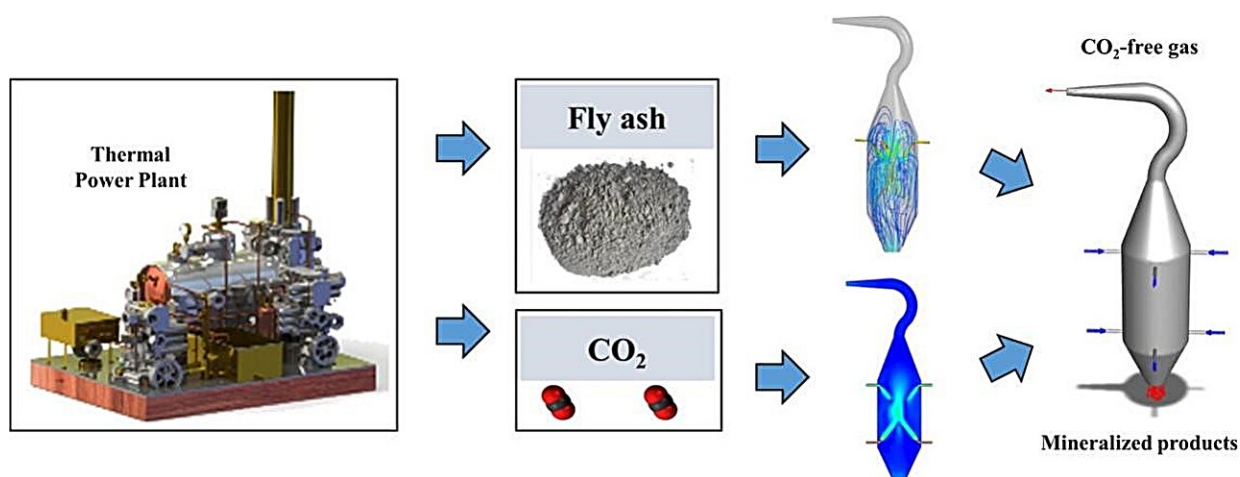 Thermal
Power Plant
Fly ash
CO₂
CO₂-free gas
Mineralized products